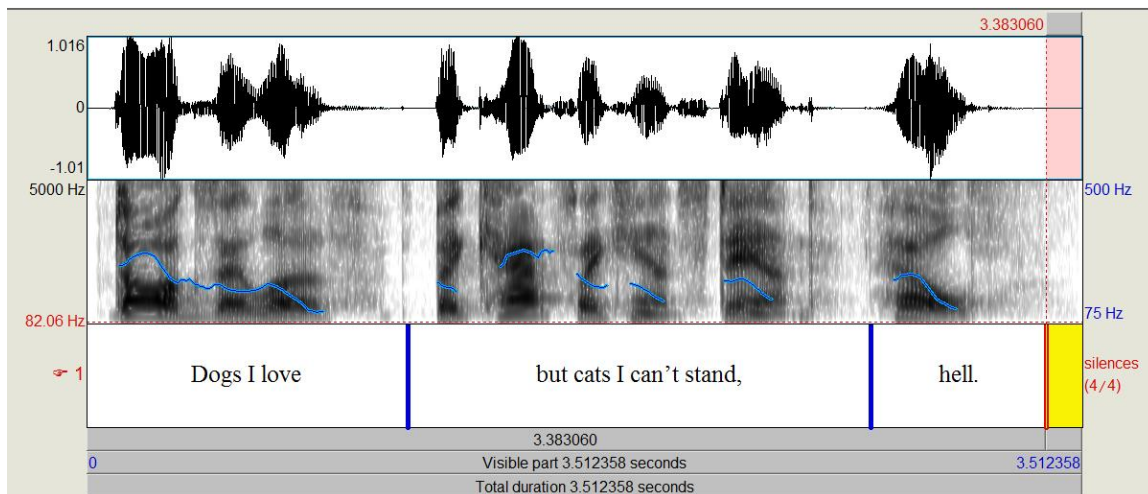 3.383060
1.016
0
-1.01
5000 Hz 500 Hz
82.06 Hz 75 Hz
☞ 1 Dogs I love but cats I can't stand, hell. silences
(4/4)
3.383060
0 Visible part 3.512358 seconds 3.512358
Total duration 3.512358 seconds